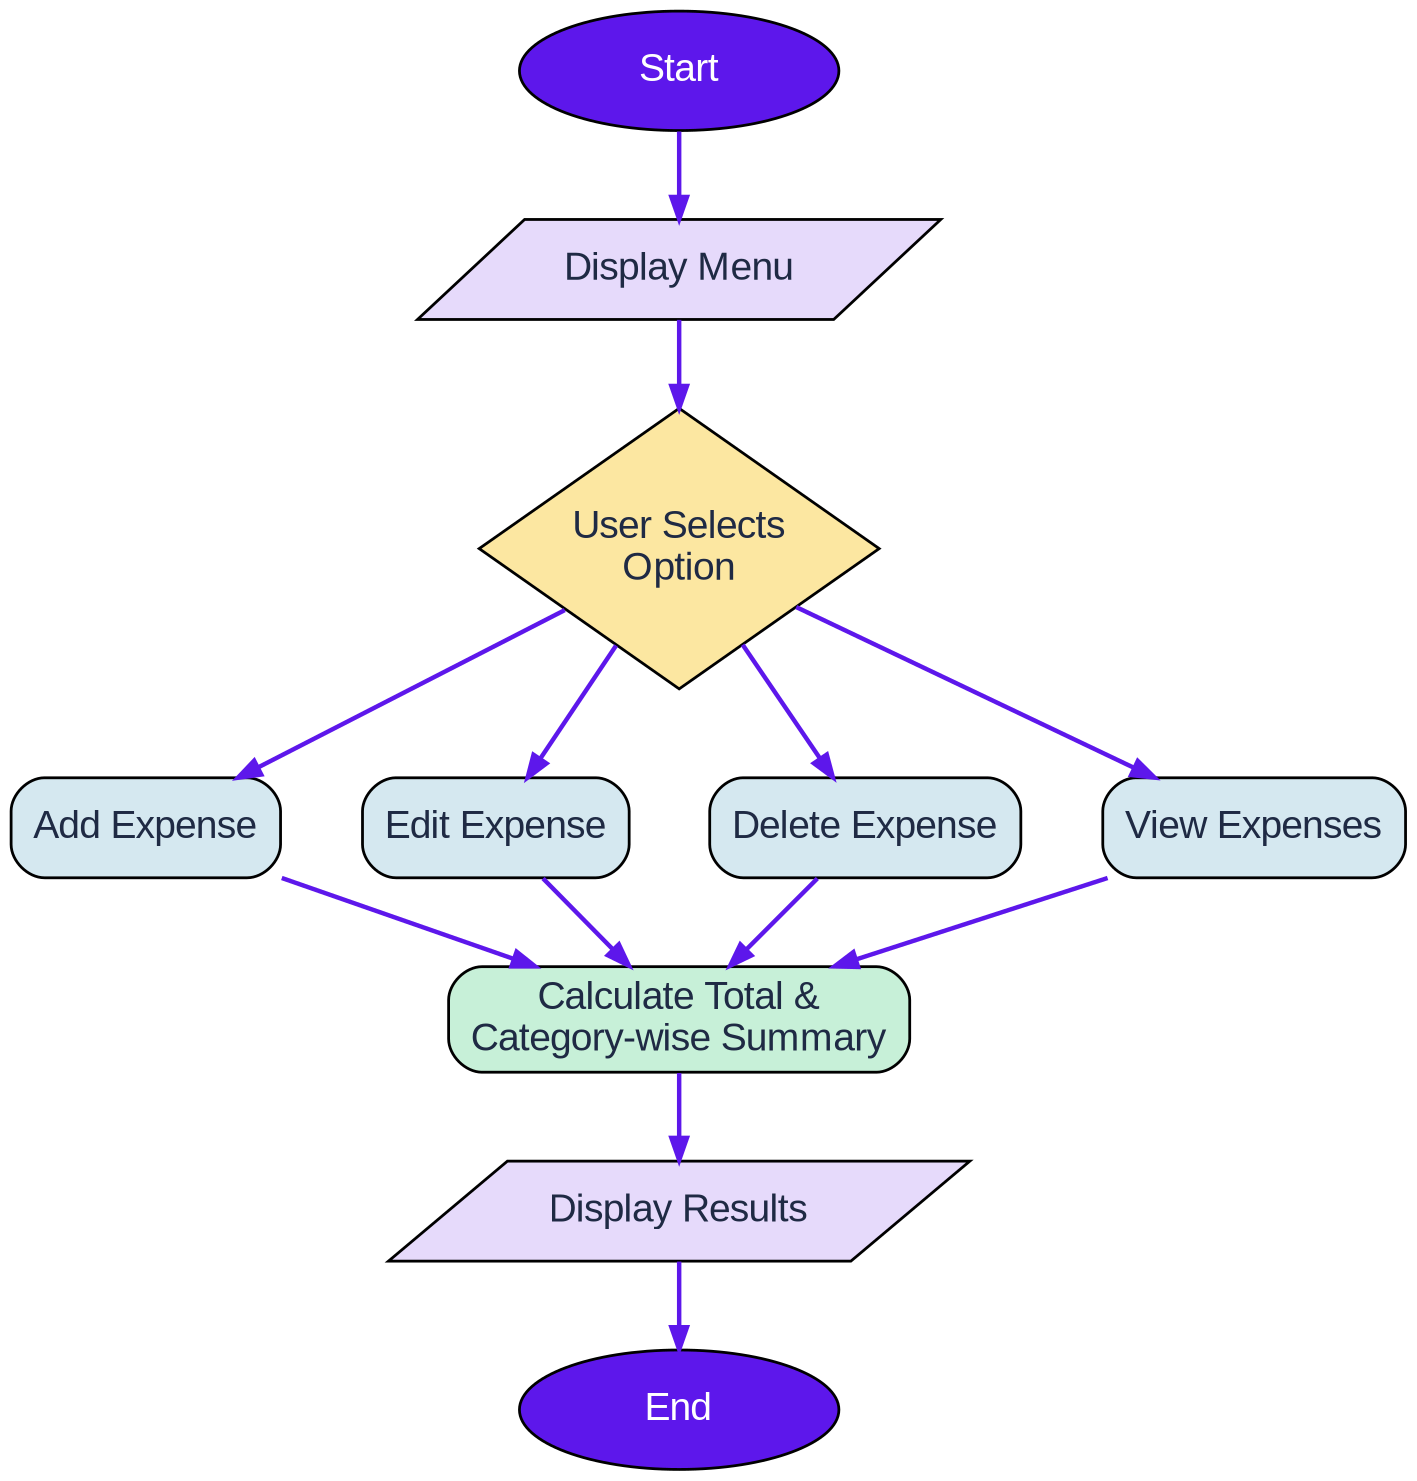 Start
Display Menu
User Selects
Option
Add Expense
Edit Expense
Delete Expense
View Expenses
Calculate Total &
Category-wise Summary
Display Results
End